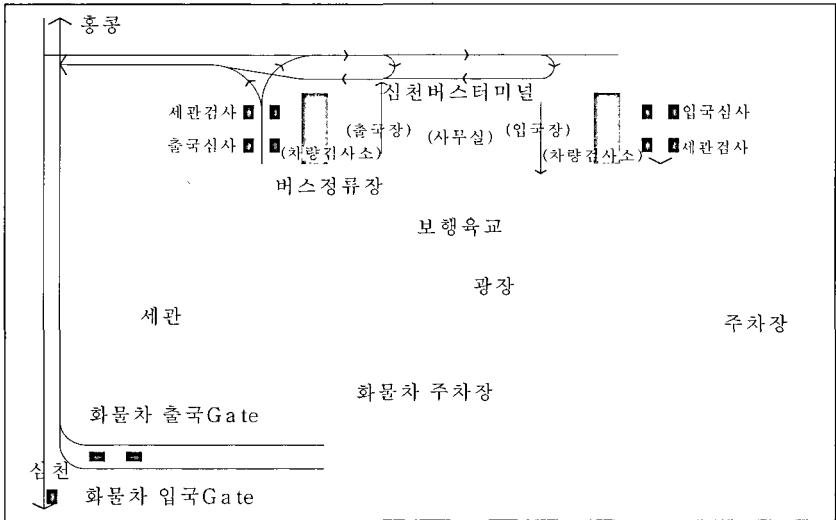 홍콩
심천버스터미널
세관검사
입국심사
(출국장) (사무실) (입국장)
출국심사
(차량검사소)
(차량검사소)
세관검사
버스정류장
보행육교
광장
세관
주차장
화물차 주차장
화물차 출국Gate
심천
화물차 입국Gate